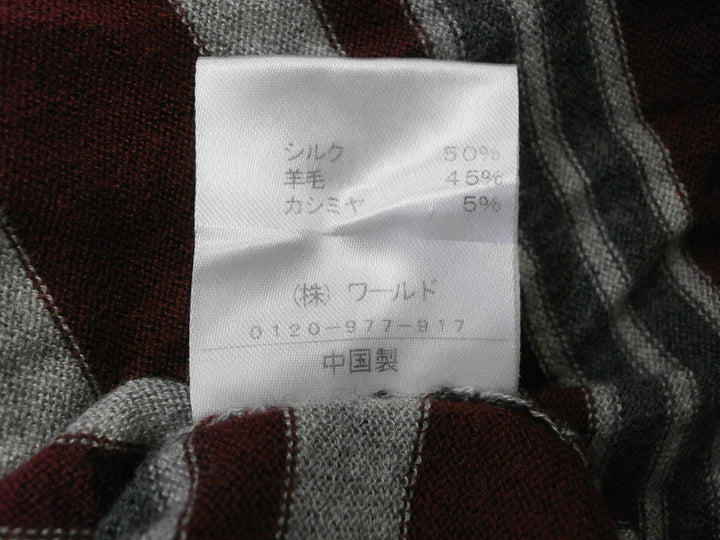 シルク 50%
羊毛 45%
カシミヤ 5%
(株) ワールド
0120-977-917
中国製